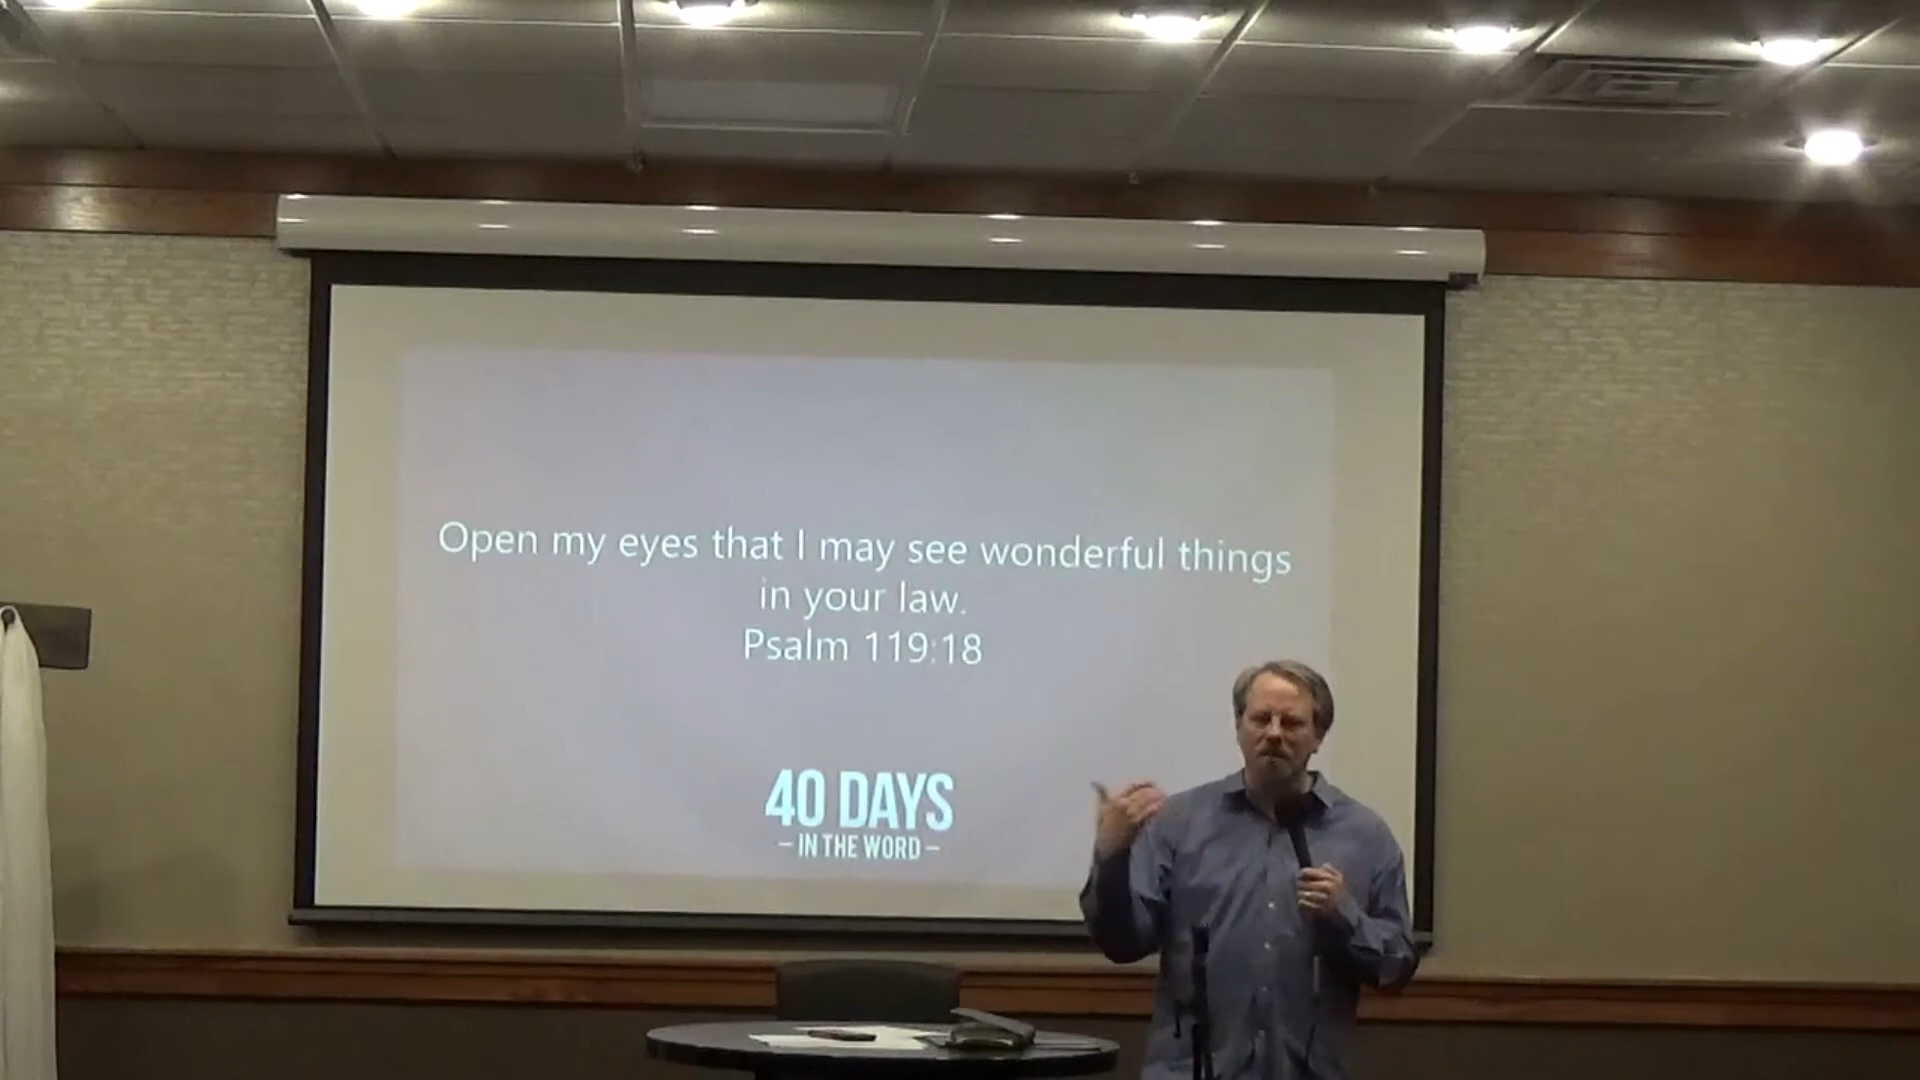 Open my eyes that I may see wonderful things
in your law.
Psalm 119:18
40 DAYS
– IN THE WORD –